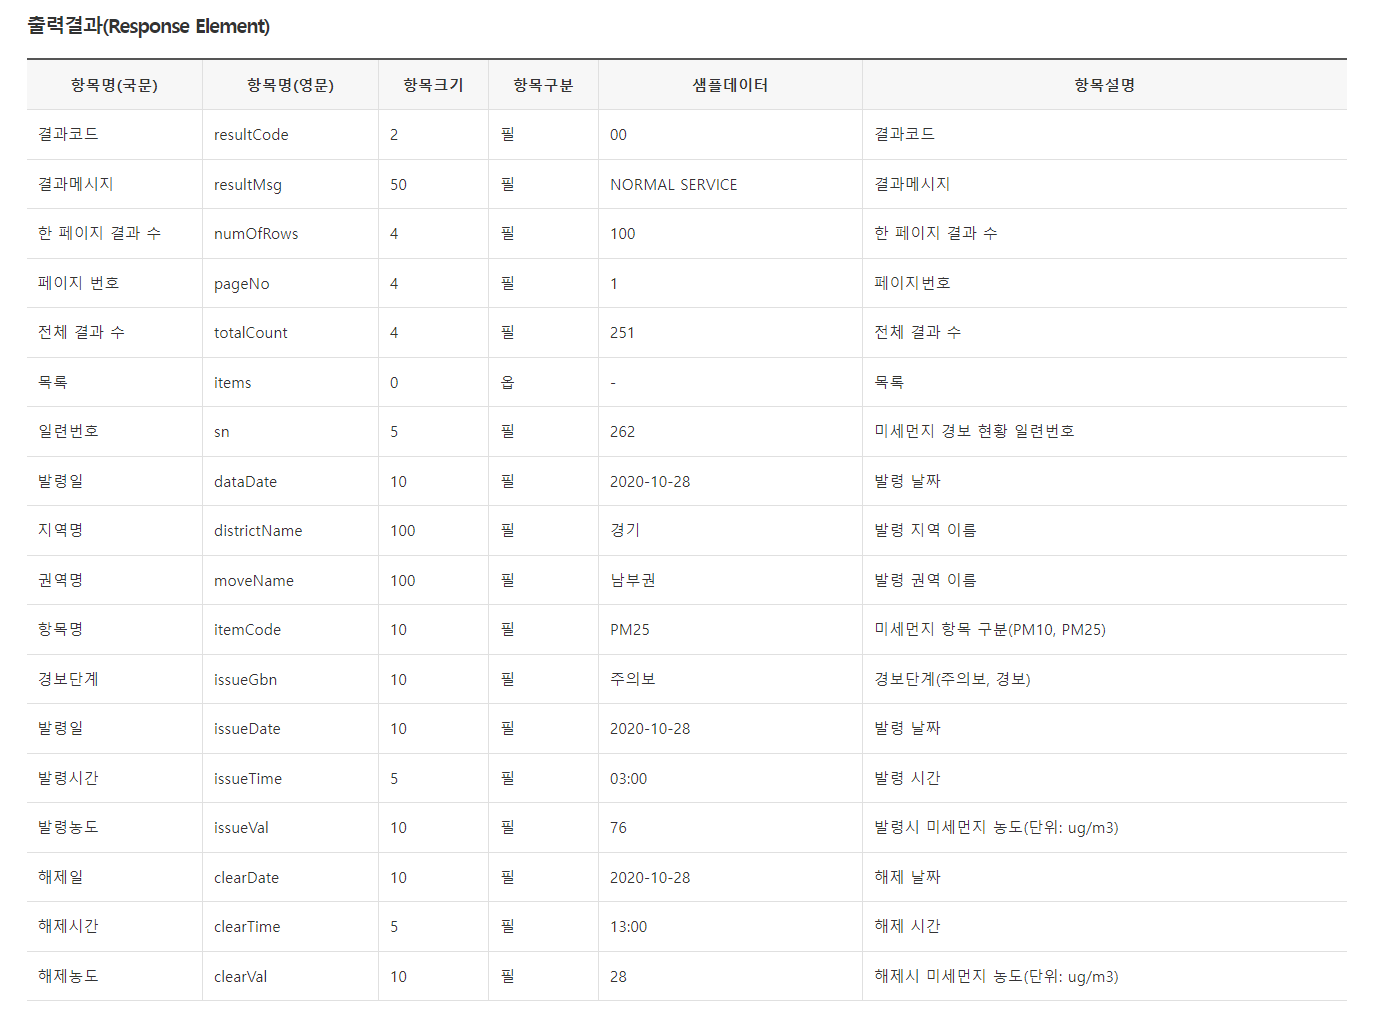 출력결과(Response Element)
항목명(국문) 항목명(영문) 항목크기 항목구분 샘플데이터 항목설명
결과코드 resultCode 2 필 00 결과코드
결과메시지 resultMsg 50 필 NORMAL SERVICE 결과메시지
한 페이지 결과 수 numOfRows 4 필 100 한 페이지 결과 수
페이지 번호 pageNo 4 필 1 페이지번호
전체 결과 수 totalCount 4 필 251 전체 결과 수
목록 items 0 옵 - 목록
일련번호 sn 5 필 262 미세먼지 경보 현황 일련번호
발령일 dataDate 10 필 2020-10-28 발령 날짜
지역명 districtName 100 필 경기 발령 지역 이름
권역명 moveName 100 필 남부권 발령 권역 이름
항목명 itemCode 10 필 PM25 미세먼지 항목 구분(PM10, PM25)
경보단계 issueGbn 10 필 주의보 경보단계(주의보, 경보)
발령일 issueDate 10 필 2020-10-28 발령 날짜
발령시간 issueTime 5 필 03:00 발령 시간
발령농도 issueVal 10 필 76 발령시 미세먼지 농도(단위: ug/m3)
해제일 clearDate 10 필 2020-10-28 해제 날짜
해제시간 clearTime 5 필 13:00 해제 시간
해제농도 clearVal 10 필 28 해제시 미세먼지 농도(단위: ug/m3)